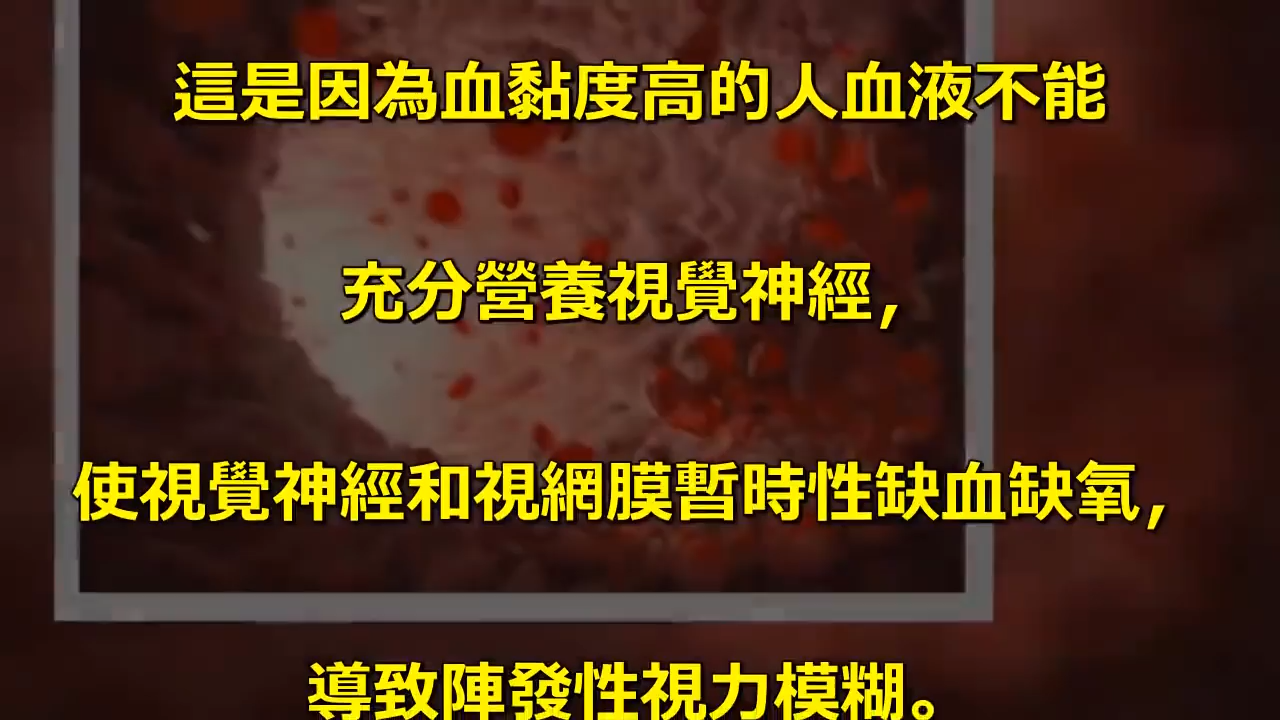 這是因為血黏度高的人血液不能
充分營養視覺神經，
使視覺神經和視網膜暫時性缺血缺氧，
導致陣發性視力模糊。